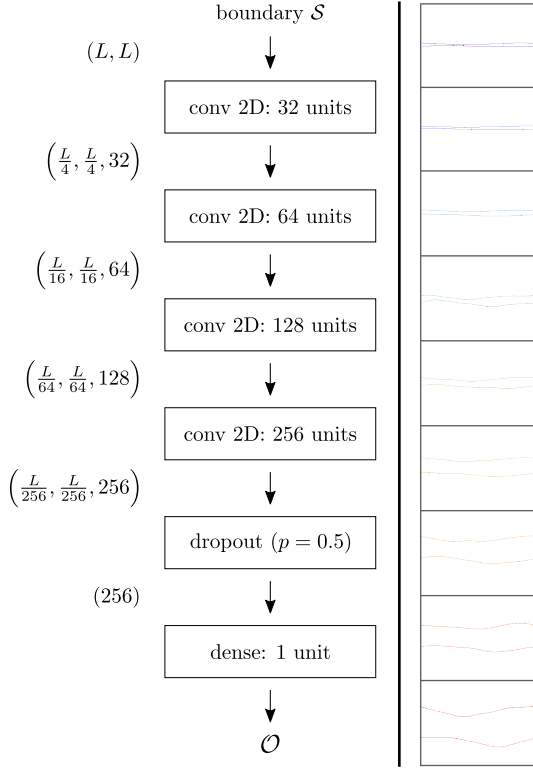 boundary 𝒮
(L, L)
conv 2D: 32 units
(L/4, L/4, 32)
conv 2D: 64 units
(L/16, L/16, 64)
conv 2D: 128 units
(L/64, L/64, 128)
conv 2D: 256 units
(L/256, L/256, 256)
dropout (p = 0.5)
(256)
dense: 1 unit
𝒪